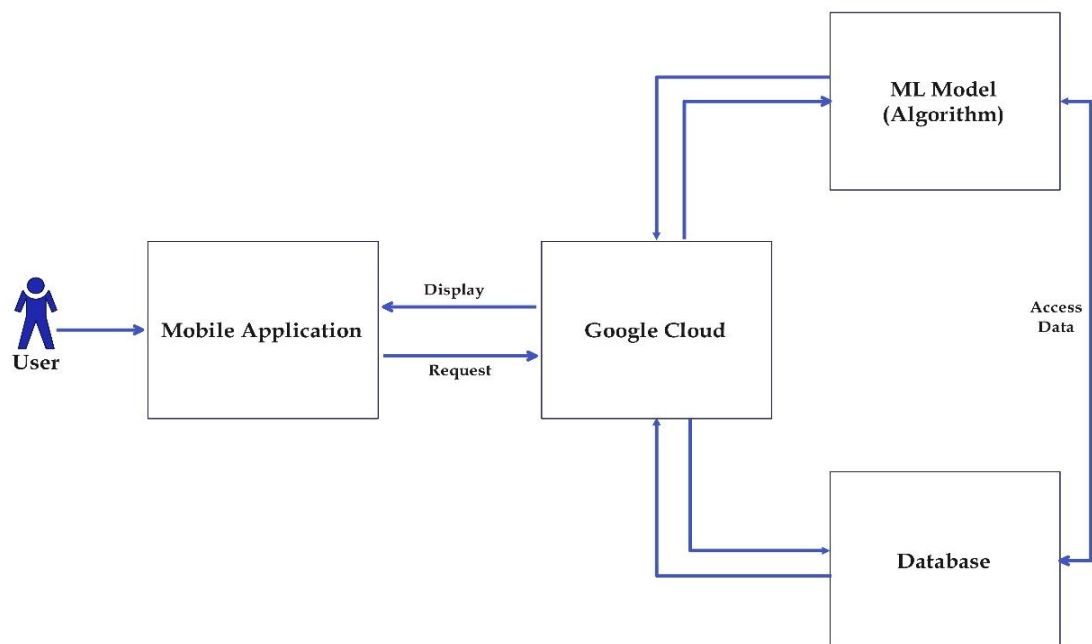 ML Model
(Algorithm)
Display
Mobile Application
Google Cloud
Access
Data
User
Request
Database